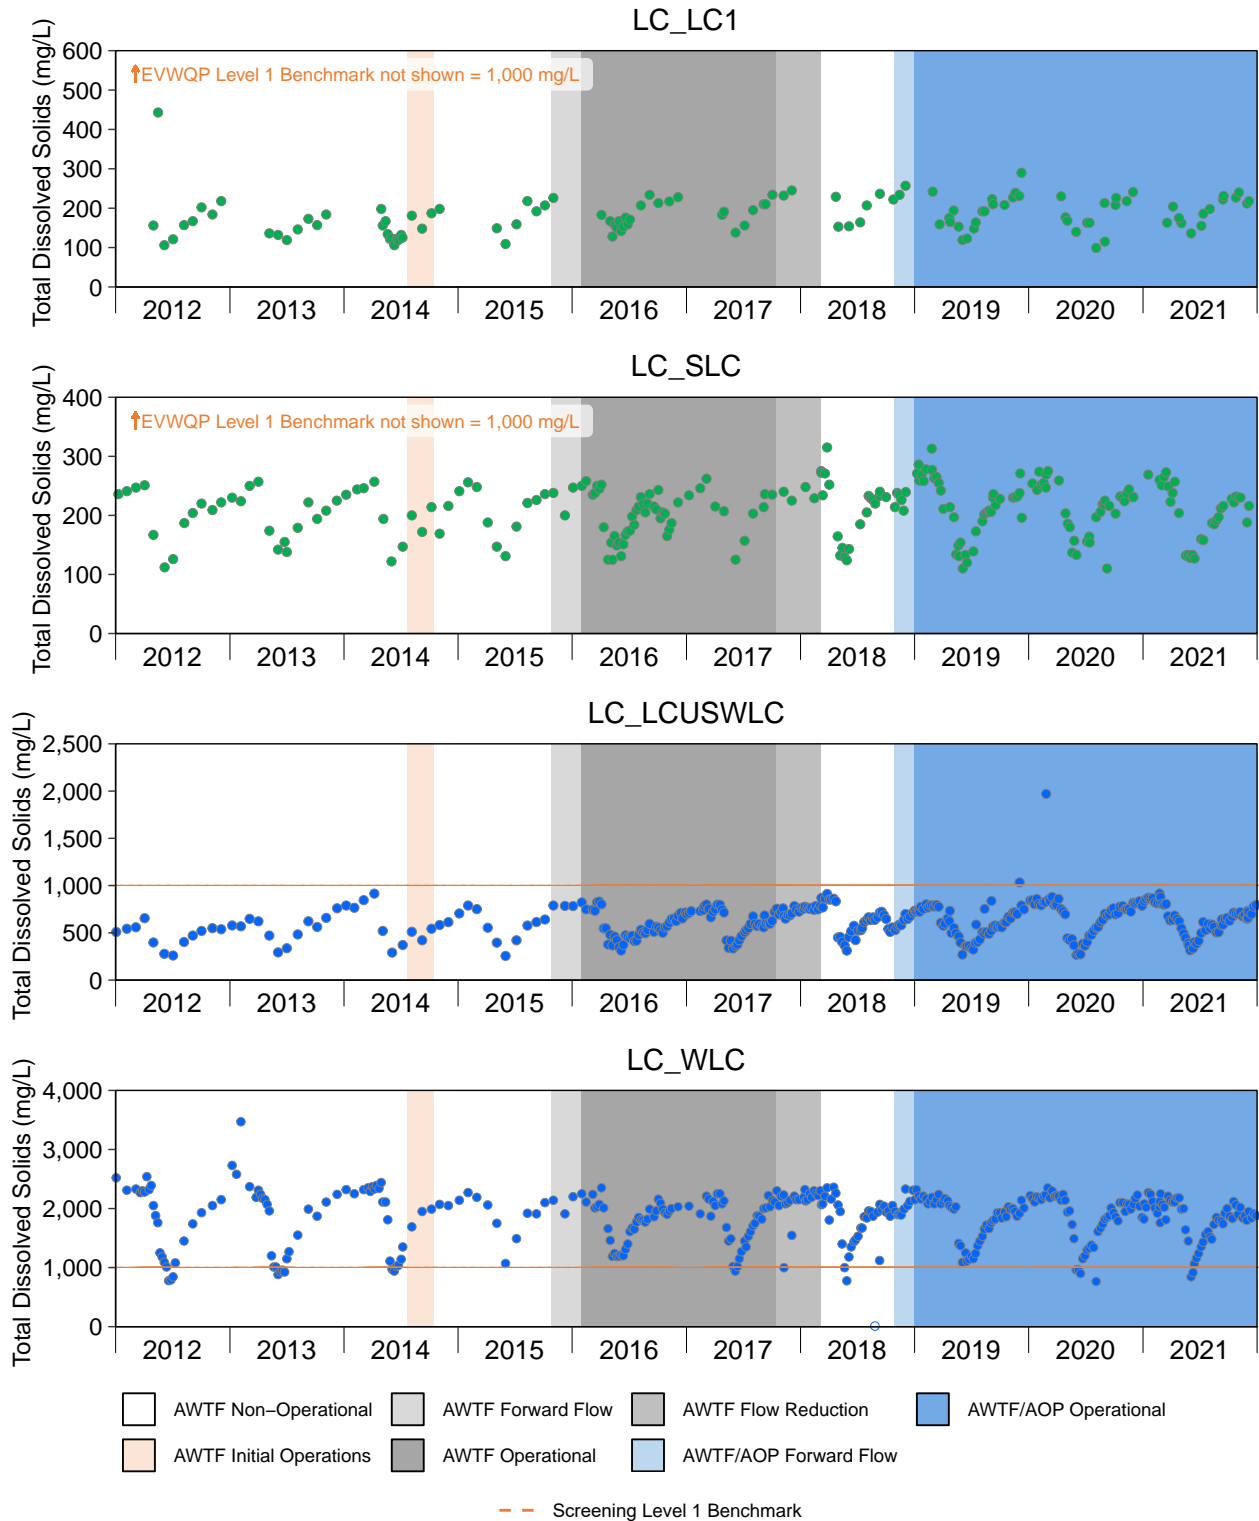 LC_LC1
Total Dissolved Solids (mg/L)
600
500
400
300
200
100
0
EVWQP Level 1 Benchmark not shown = 1,000 mg/L
2012 2013 2014 2015 2016 2017 2018 2019 2020 2021
LC_SLC
Total Dissolved Solids (mg/L)
400
300
200
100
0
EVWQP Level 1 Benchmark not shown = 1,000 mg/L
2012 2013 2014 2015 2016 2017 2018 2019 2020 2021
LC_LCUSWLC
Total Dissolved Solids (mg/L)
2,500
2,000
1,500
1,000
500
0
2012 2013 2014 2015 2016 2017 2018 2019 2020 2021
LC_WLC
Total Dissolved Solids (mg/L)
4,000
3,000
2,000
1,000
0
2012 2013 2014 2015 2016 2017 2018 2019 2020 2021
AWTF Non−Operational AWTF Forward Flow AWTF Flow Reduction AWTF/AOP Operational
AWTF Initial Operations AWTF Operational AWTF/AOP Forward Flow
Screening Level 1 Benchmark